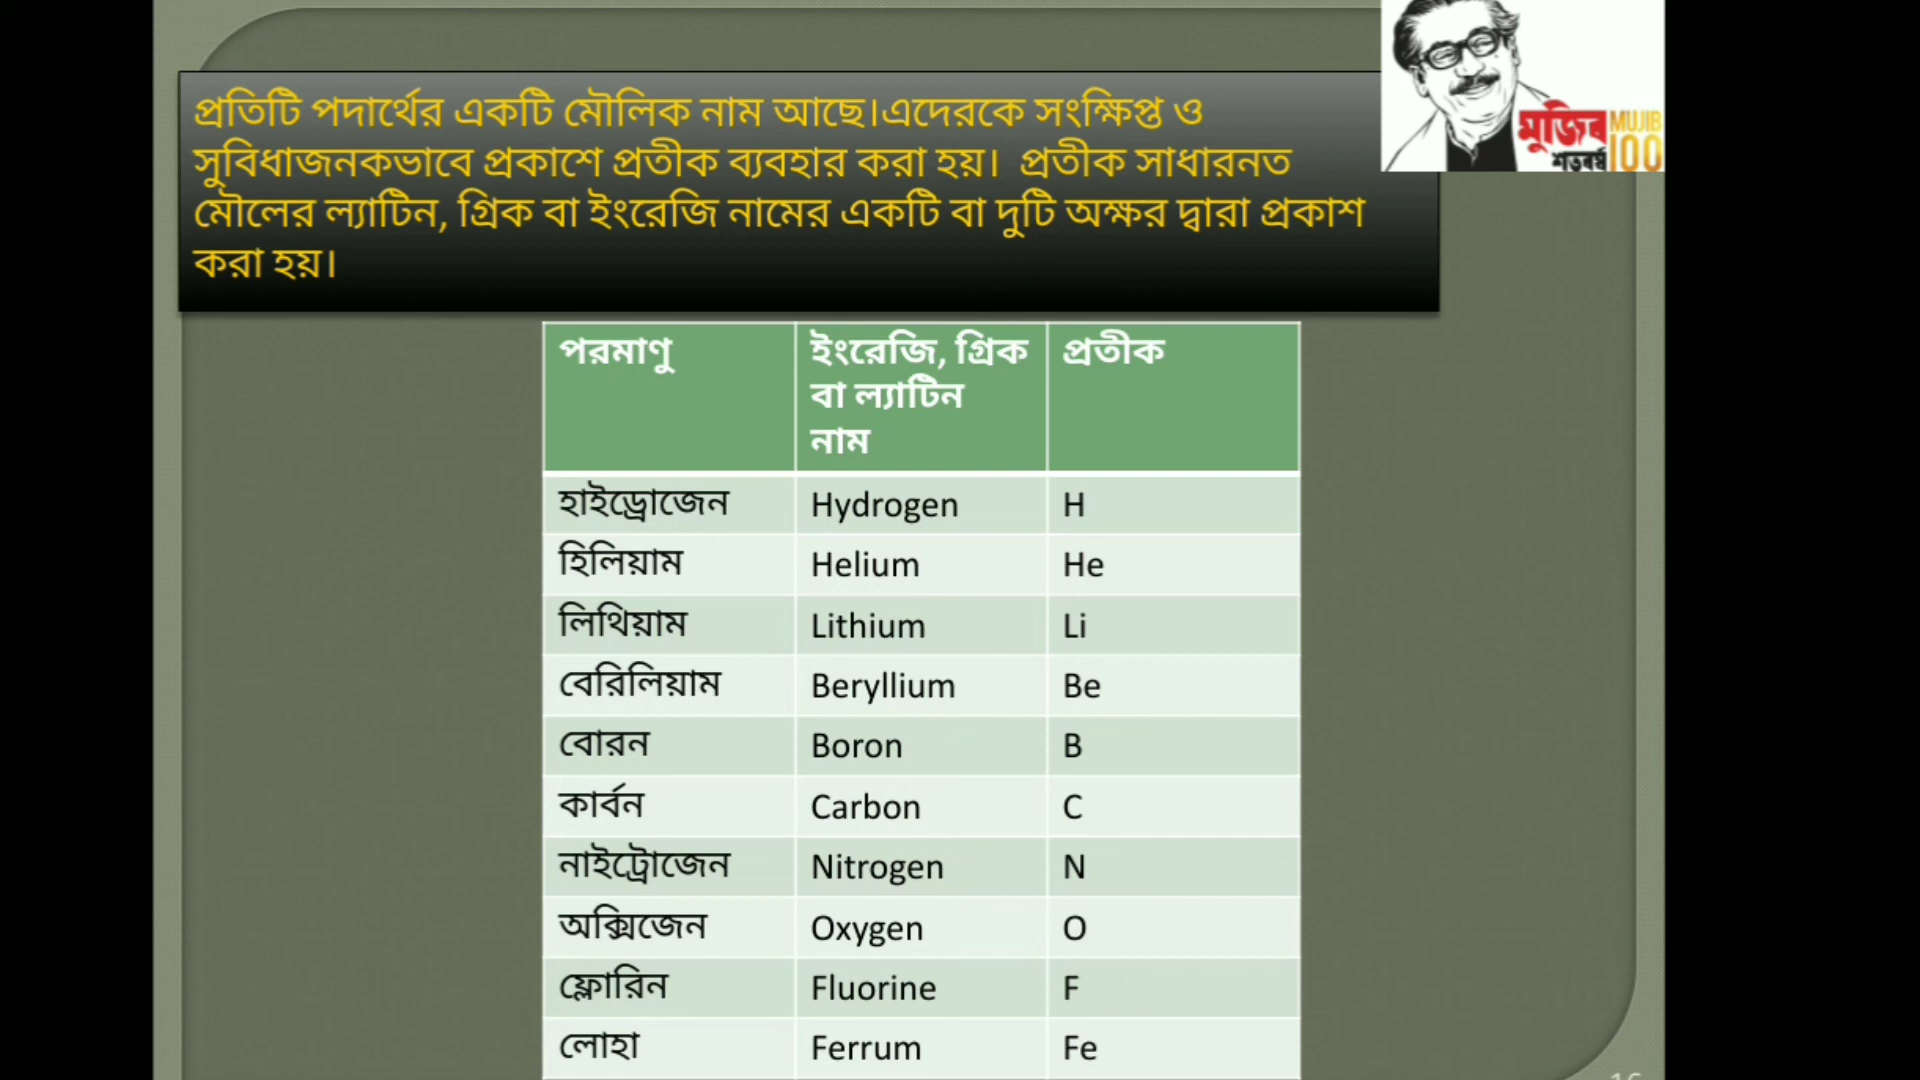 প্রতিটি পদার্থের একটি মৌলিক নাম আছে।এদেরকে সংক্ষিপ্ত ও
সুবিধাজনকভাবে প্রকাশে প্রতীক ব্যবহার করা হয়। প্রতীক সাধারনত
মৌলের ল্যাটিন, গ্রিক বা ইংরেজি নামের একটি বা দুটি অক্ষর দ্বারা প্রকাশ
করা হয়।
মুজিব MUJIB
শতবর্ষ 100
পরমাণু ইংরেজি, গ্রিক প্রতীক
বা ল্যাটিন
নাম
হাইড্রোজেন Hydrogen H
হিলিয়াম Helium He
লিথিয়াম Lithium Li
বেরিলিয়াম Beryllium Be
বোরন Boron B
কার্বন Carbon C
নাইট্রোজেন Nitrogen N
অক্সিজেন Oxygen O
ফ্লোরিন Fluorine F
লোহা Ferrum Fe